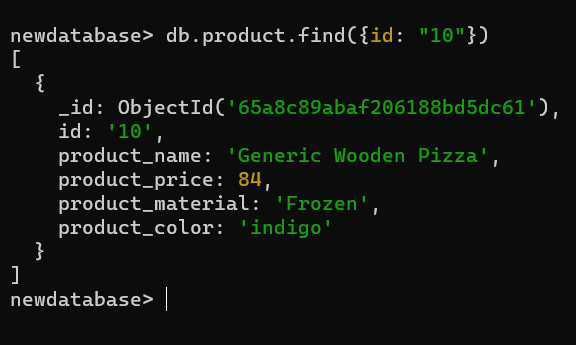 newdatabase> db.product.find({id: "10"})
[
  {
    _id: ObjectId('65a8c89abaf206188bd5dc61'),
    id: '10',
    product_name: 'Generic Wooden Pizza',
    product_price: 84,
    product_material: 'Frozen',
    product_color: 'indigo'
  }
]
newdatabase>